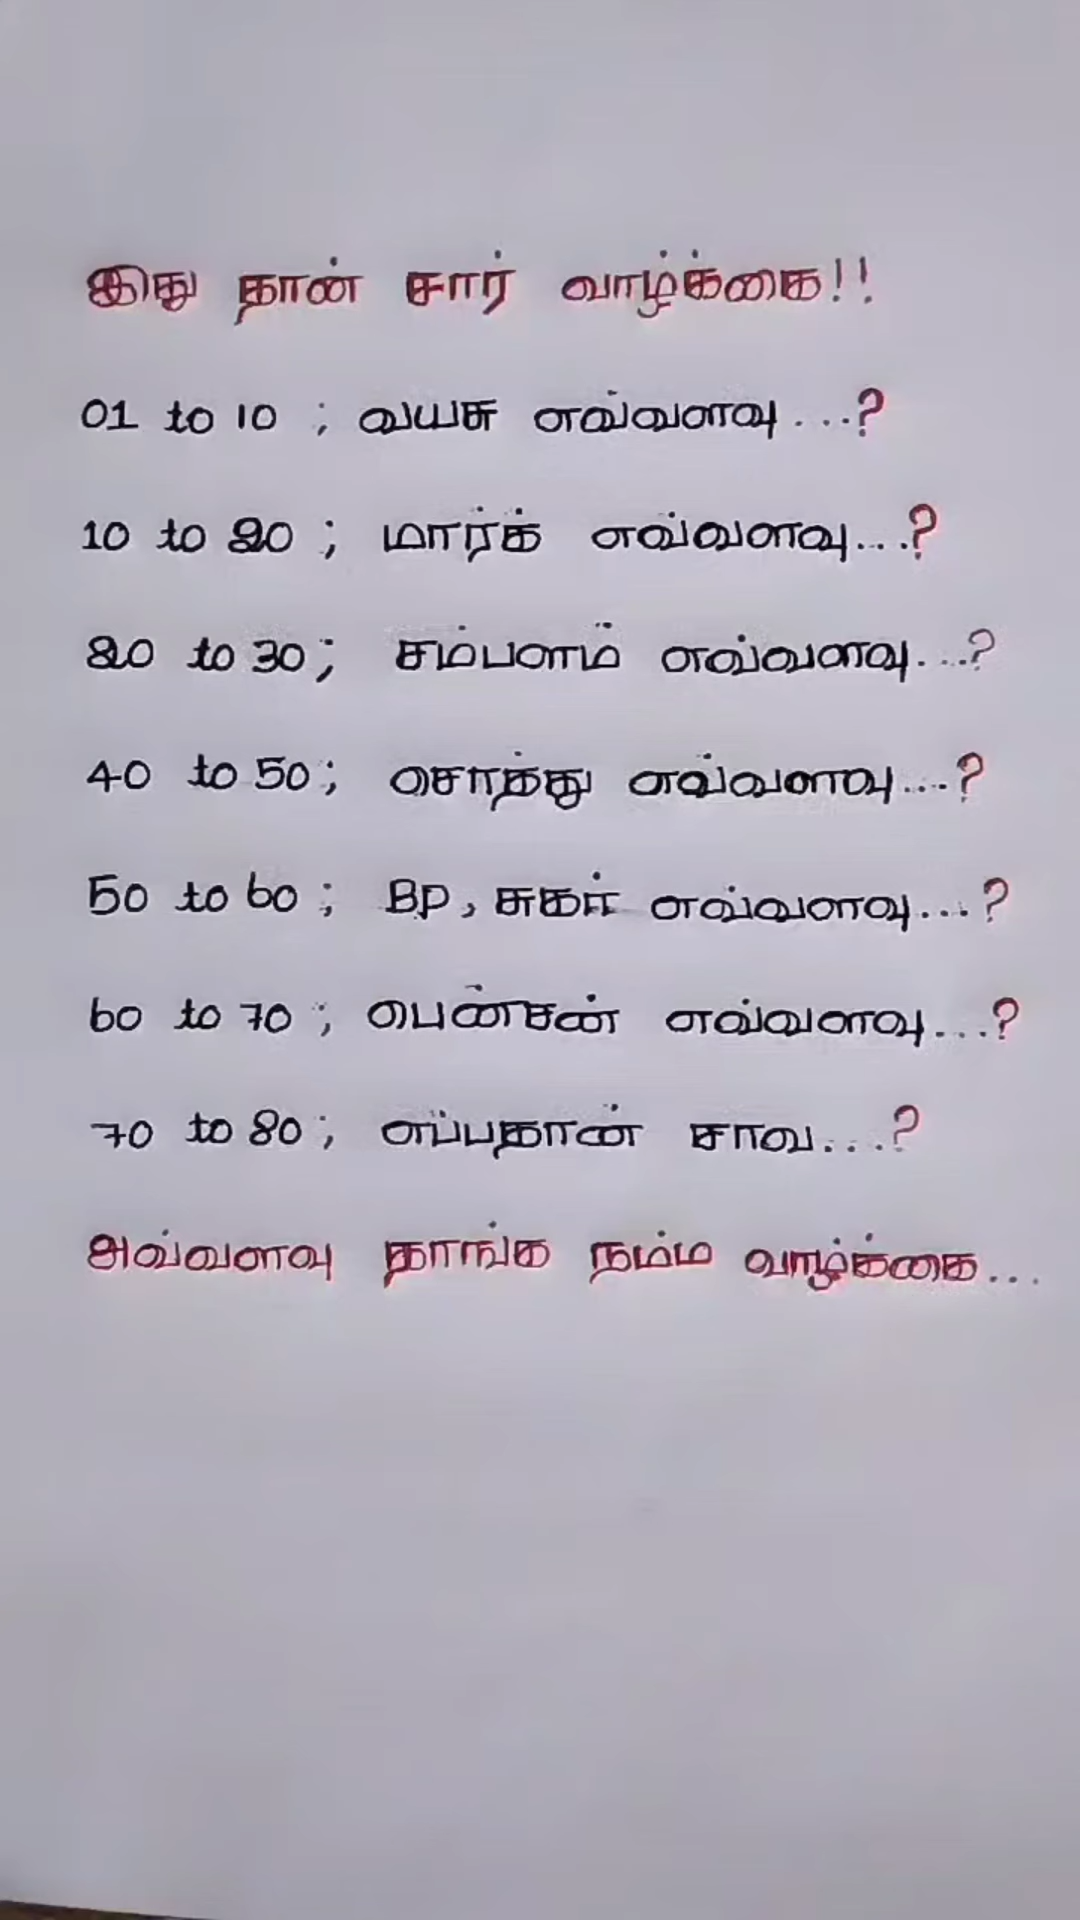 இது தான் சார் வாழ்க்கை!!
01 to 10 ; வயசு எவ்வளவு...?
10 to 20 ; மார்க் எவ்வளவு...?
20 to 30 ; சம்பளம் எவ்வளவு...?
40 to 50 ; சொத்து எவ்வளவு...?
50 to 60 ; BP, சுகர் எவ்வளவு...?
60 to 70 ; பென்சன் எவ்வளவு...?
70 to 80 ; எப்பதான் சாவ...?
அவ்வளவு தாங்க நம்ம வாழ்க்கை...